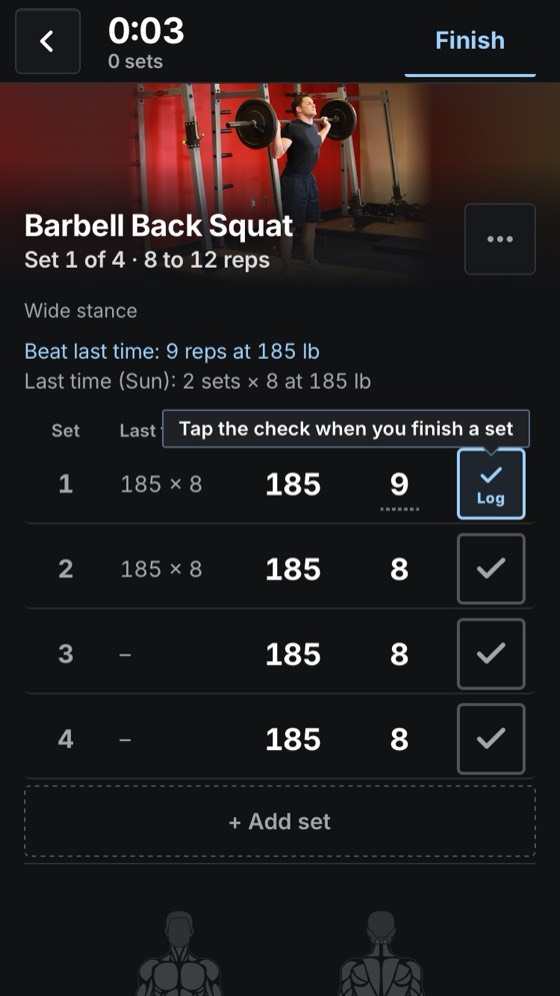 0:03
0 sets
Finish
Barbell Back Squat
Set 1 of 4 · 8 to 12 reps
Wide stance
Beat last time: 9 reps at 185 lb
Last time (Sun): 2 sets × 8 at 185 lb
Set Last
Tap the check when you finish a set
1 185 × 8 185 9 Log
2 185 × 8 185 8
3 – 185 8
4 – 185 8
+ Add set